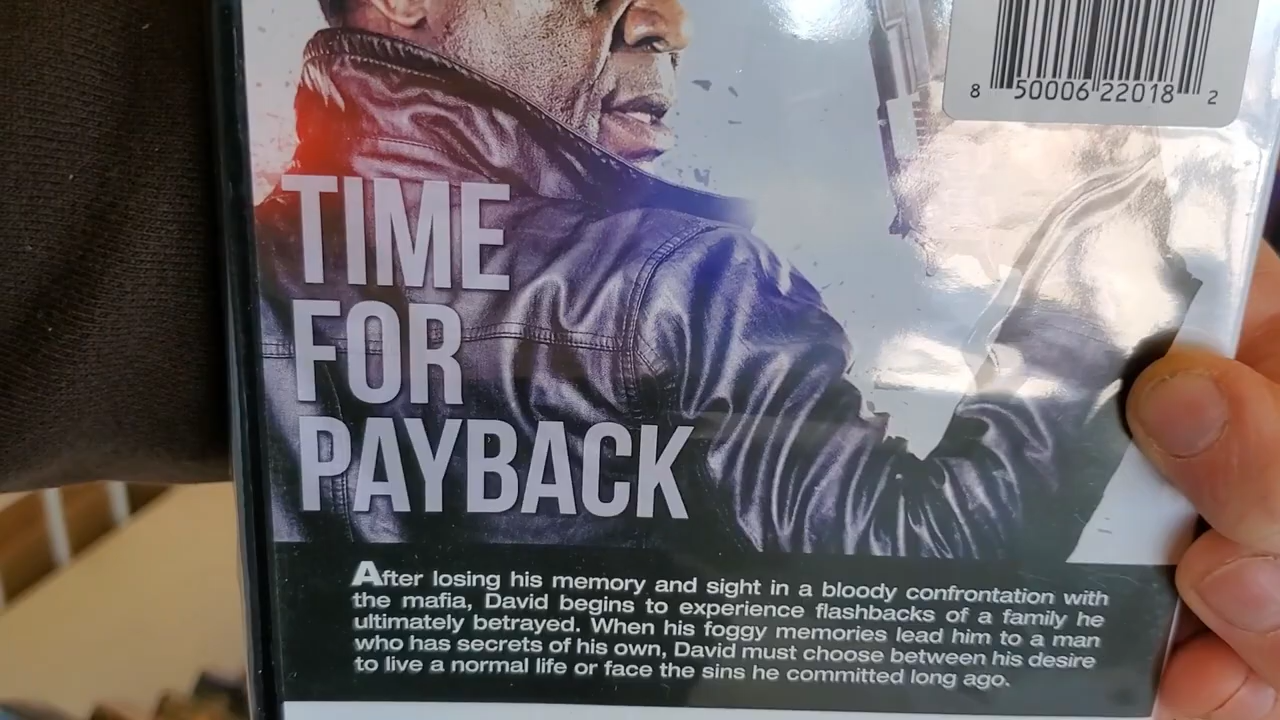 8 50006 22018 2
TIME
FOR
PAYBACK
After losing his memory and sight in a bloody confrontation with
the mafia, David begins to experience flashbacks of a family he
ultimately betrayed. When his foggy memories lead him to a man
who has secrets of his own, David must choose between his desire
to live a normal life or face the sins he committed long ago.